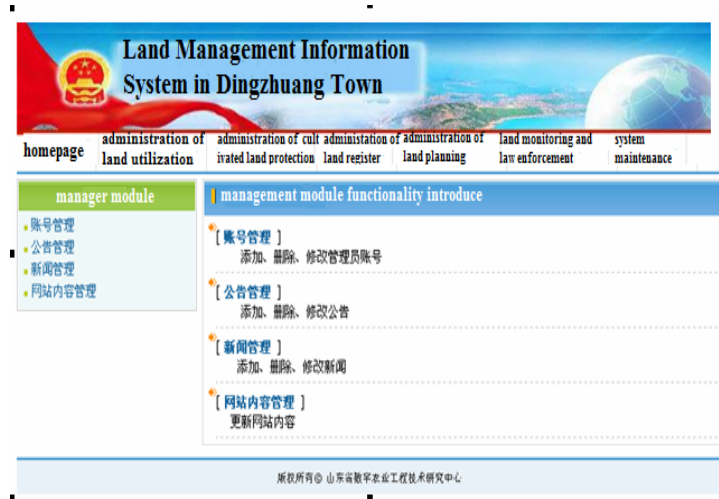 Land Management Information
System in Dingzhuang Town
homepage
administration of
land utilization
administration of cult
ivated land protection
administation of
land register
administration of
land planning
land monitoring and
law enforcement
system
maintenance
manager module
账号管理
公告管理
新闻管理
网站内容管理
management module functionality introduce
[ 账号管理 ]
添加、删除、修改管理员账号
[ 公告管理 ]
添加、删除、修改公告
[ 新闻管理 ]
添加、删除、修改新闻
[ 网站内容管理 ]
更新网站内容
版权所有© 山东省数字农业工程技术研究中心